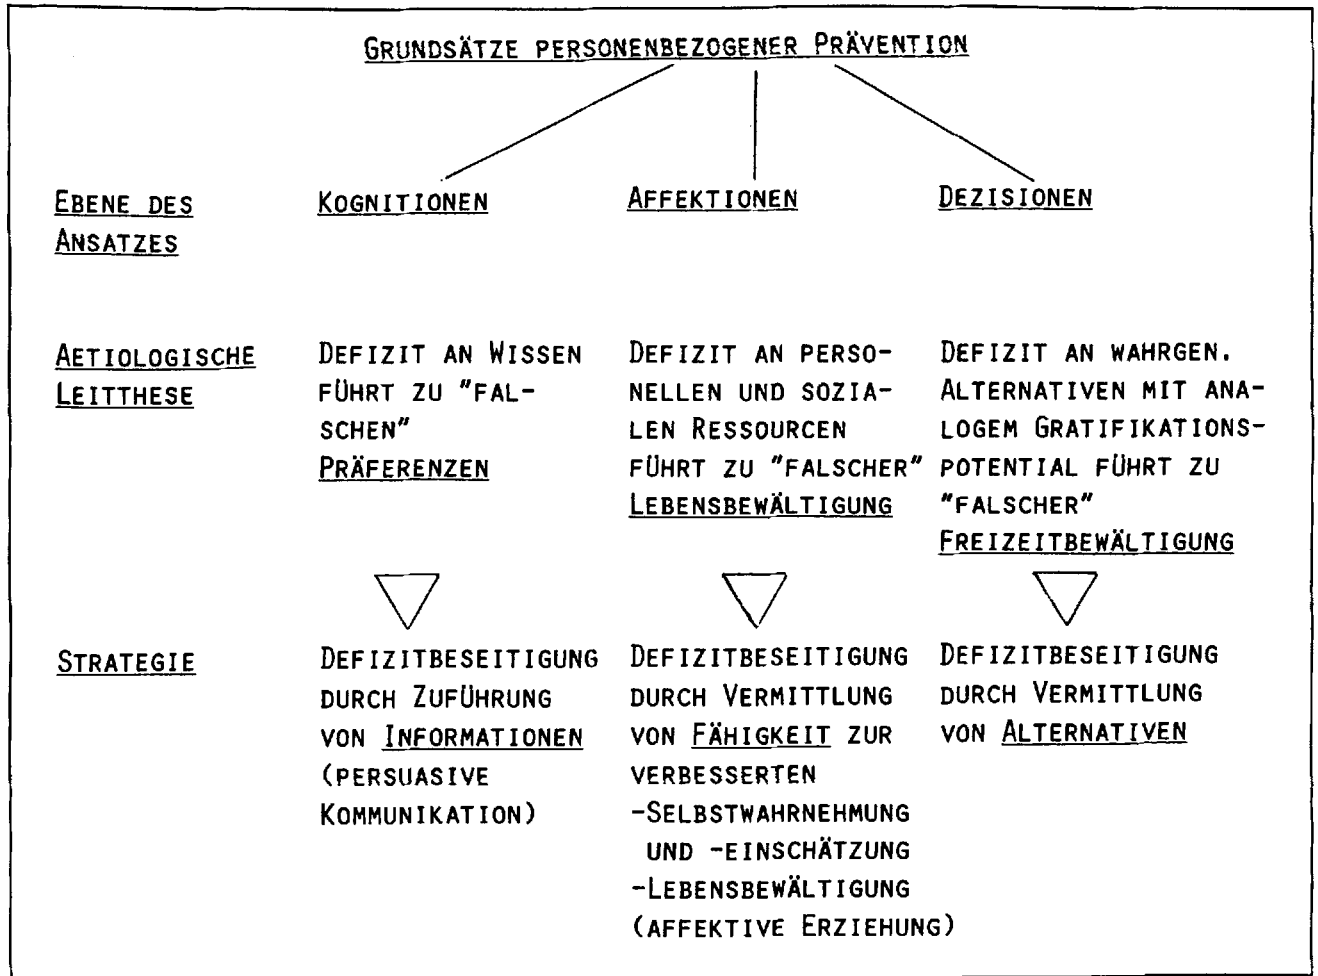 GRUNDSÄTZE PERSONENBEZOGENER PRÄVENTION
EBENE DES
ANSATZES
KOGNITIONEN
AFFEKTIONEN
DEZISIONEN
AETIOLOGISCHE
LEITTHESE
DEFIZIT AN WISSEN
FÜHRT ZU "FAL-
SCHEN"
PRÄFERENZEN
DEFIZIT AN PERSO-
NELLEN UND SOZIA-
LEN RESSOURCEN
FÜHRT ZU "FALSCHER"
LEBENSBEWÄLTIGUNG
DEFIZIT AN WAHRGEN.
ALTERNATIVEN MIT ANA-
LOGEM GRATIFIKATIONS-
POTENTIAL FÜHRT ZU
"FALSCHER"
FREIZEITBEWÄLTIGUNG
STRATEGIE
DEFIZITBESEITIGUNG
DURCH ZUFÜHRUNG
VON INFORMATIONEN
(PERSUASIVE
KOMMUNIKATION)
DEFIZITBESEITIGUNG
DURCH VERMITTLUNG
VON FÄHIGKEIT ZUR
VERBESSERTEN
-SELBSTWAHRNEHMUNG
UND -EINSCHÄTZUNG
-LEBENSBEWÄLTIGUNG
(AFFEKTIVE ERZIEHUNG)
DEFIZITBESEITIGUNG
DURCH VERMITTLUNG
VON ALTERNATIVEN